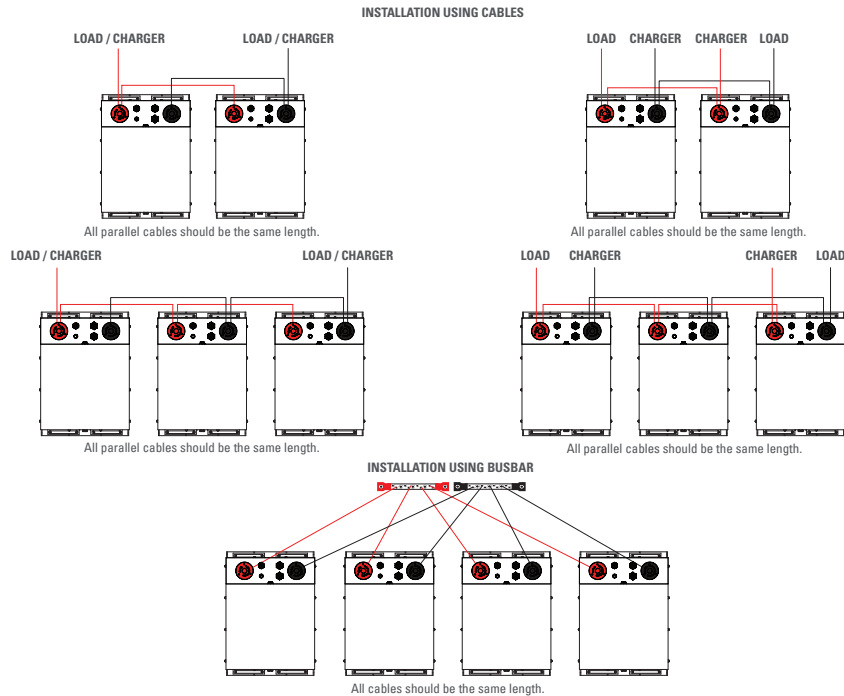 INSTALLATION USING CABLES
LOAD / CHARGER
LOAD / CHARGER
LOAD
CHARGER
CHARGER
LOAD
All parallel cables should be the same length.
All parallel cables should be the same length.
LOAD / CHARGER
LOAD / CHARGER
LOAD
CHARGER
CHARGER
LOAD
All parallel cables should be the same length.
All parallel cables should be the same length.
INSTALLATION USING BUSBAR
All cables should be the same length.